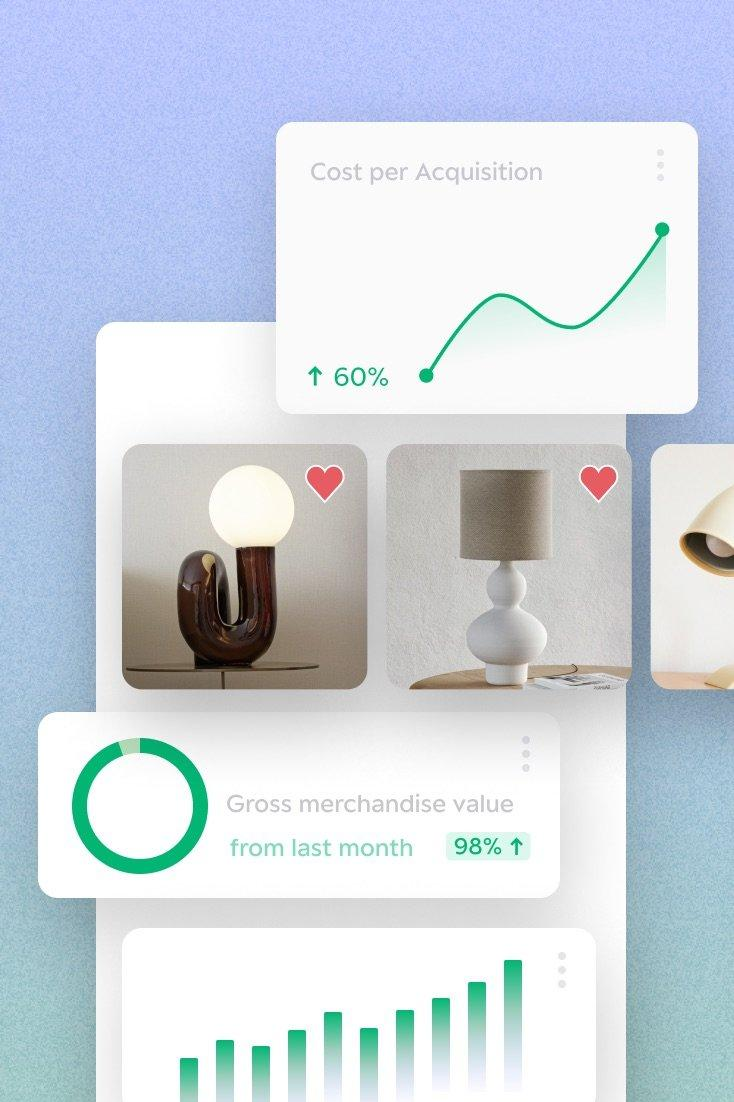 Cost per Acquisition
↑ 60%
Gross merchandise value
from last month 98% ↑